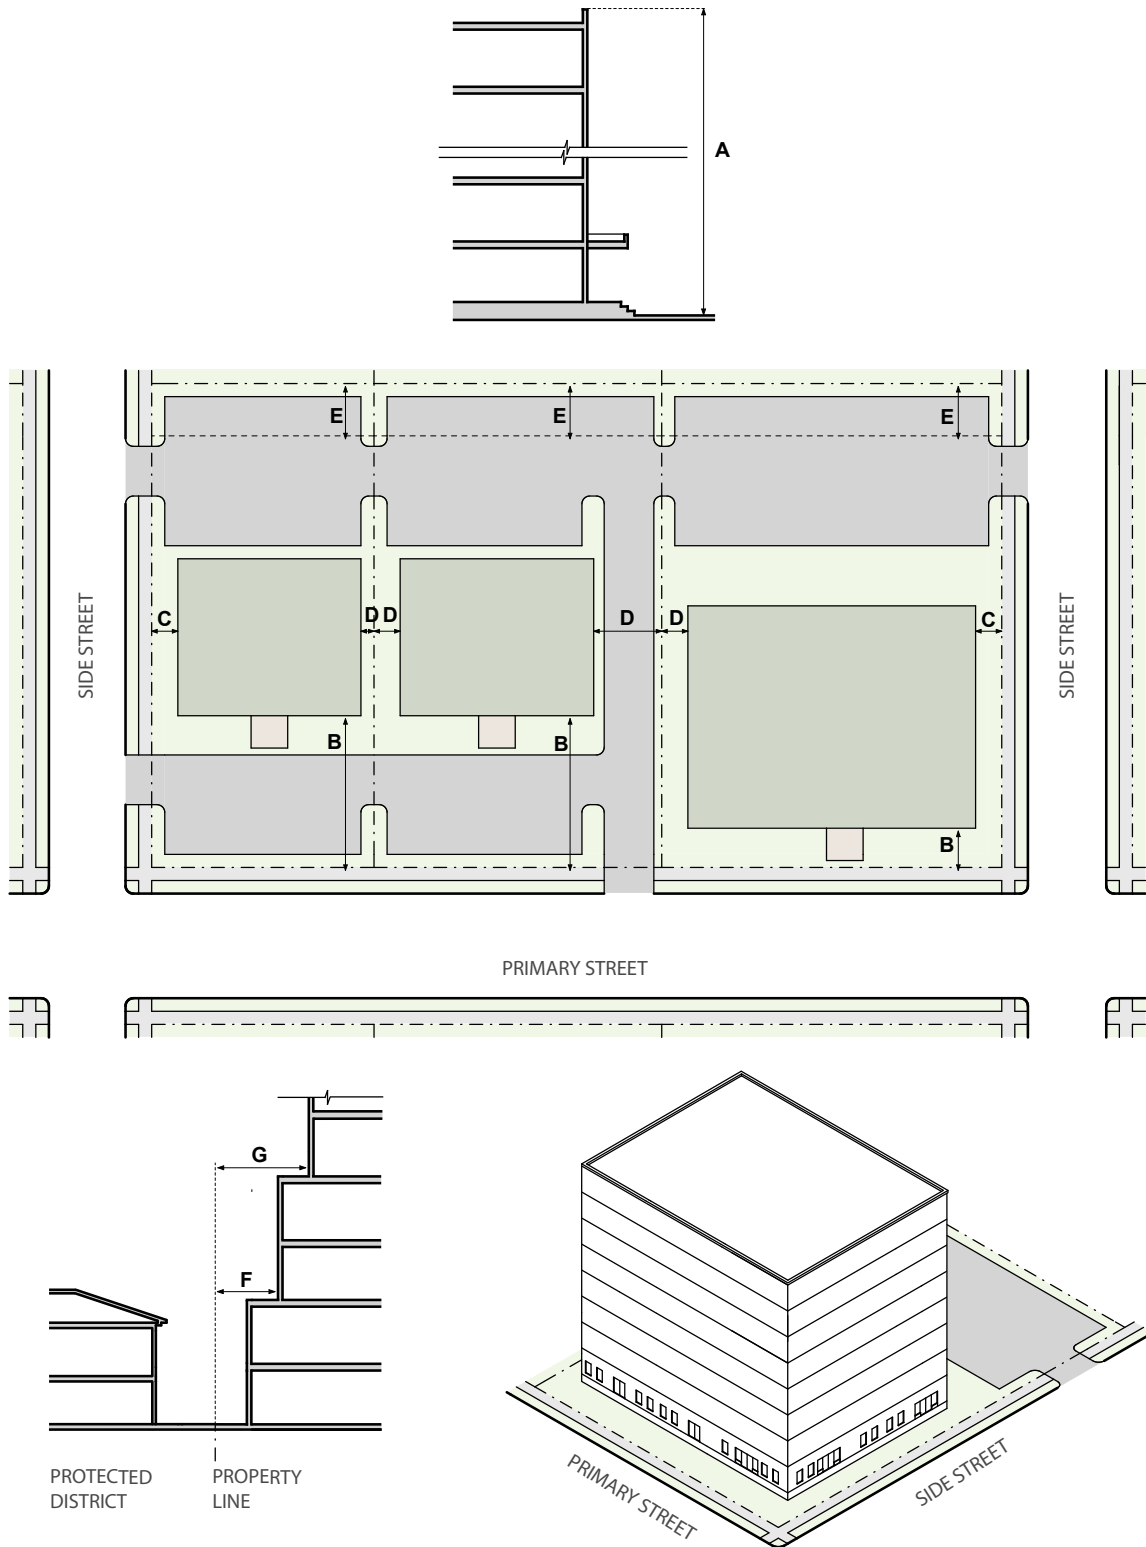 A
E
E
E
SIDE STREET
SIDE STREET
C
D
D
D
D
C
B
B
B
PRIMARY STREET
G
F
PROTECTED
DISTRICT
PROPERTY
LINE
PRIMARY STREET
SIDE STREET